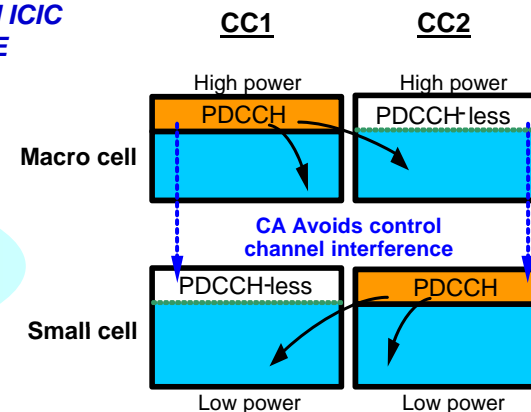 ICIC
E
CC1 CC2
High power High power
PDCCH PDCCH-less
Macro cell
CA Avoids control
channel interference
PDCCH-less PDCCH
Small cell
Low power Low power